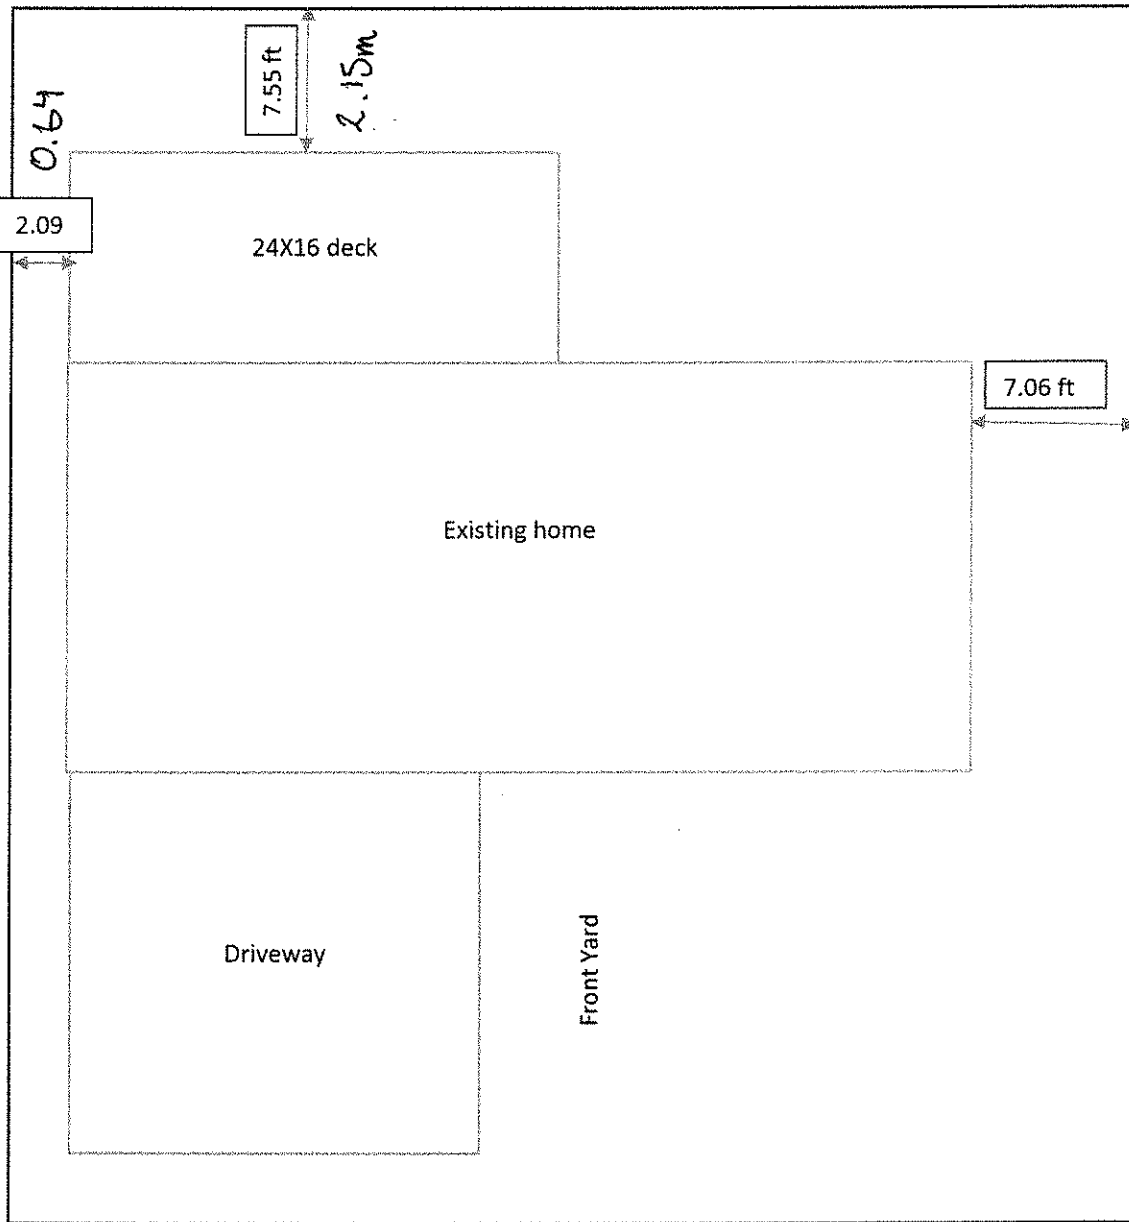 7.55 ft
2.15m
0.64
2.09
24X16 deck
7.06 ft
Existing home
Driveway
Front Yard